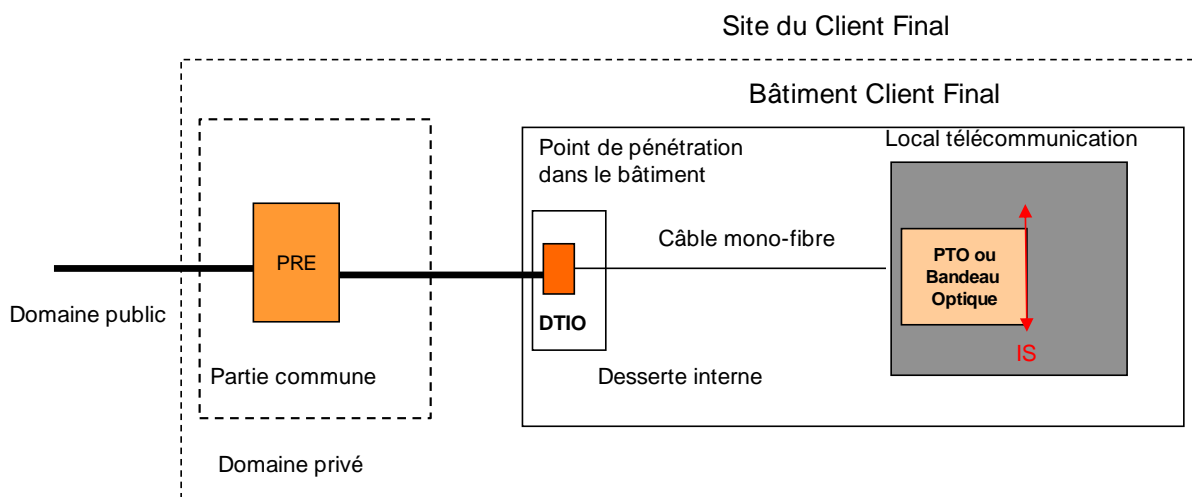 Site du Client Final
Bâtiment Client Final
Point de pénétration
dans le bâtiment
Local télécommunication
PRE
Câble mono-fibre
PTO ou
Bandeau
Optique
Domaine public
DTIO
IS
Partie commune
Desserte interne
Domaine privé